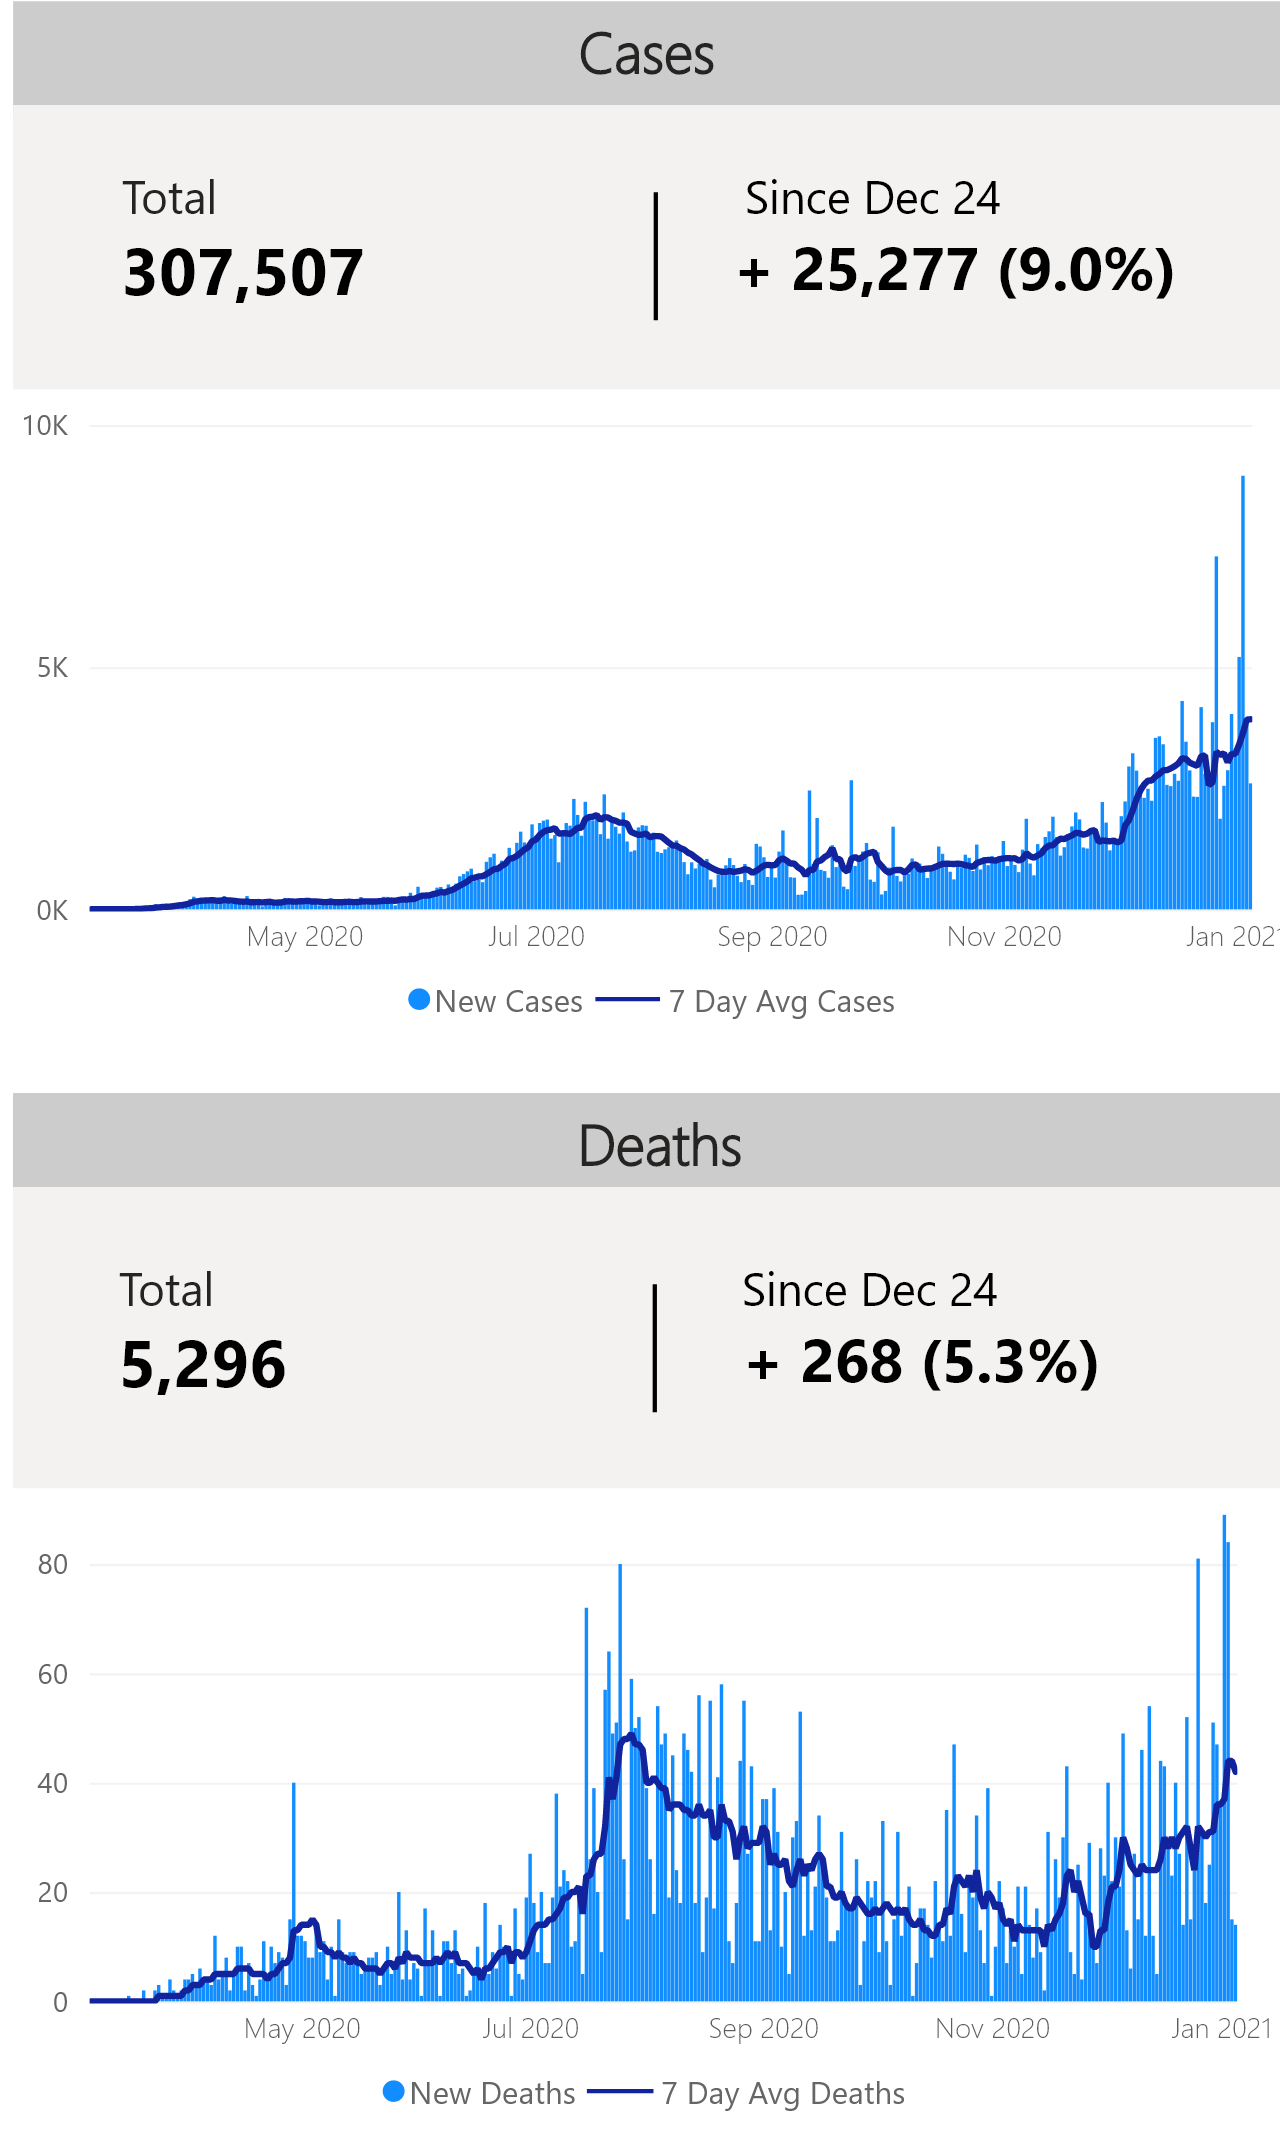 Cases
Total
Since Dec 24
307,507
+ 25,277 (9.0%)
10K
5K
0K
May 2020 Jul 2020 Sep 2020 Nov 2020 Jan 2021
New Cases 7 Day Avg Cases
Deaths
Total
Since Dec 24
5,296
+ 268 (5.3%)
80
60
40
20
0
May 2020 Jul 2020 Sep 2020 Nov 2020 Jan 2021
New Deaths 7 Day Avg Deaths